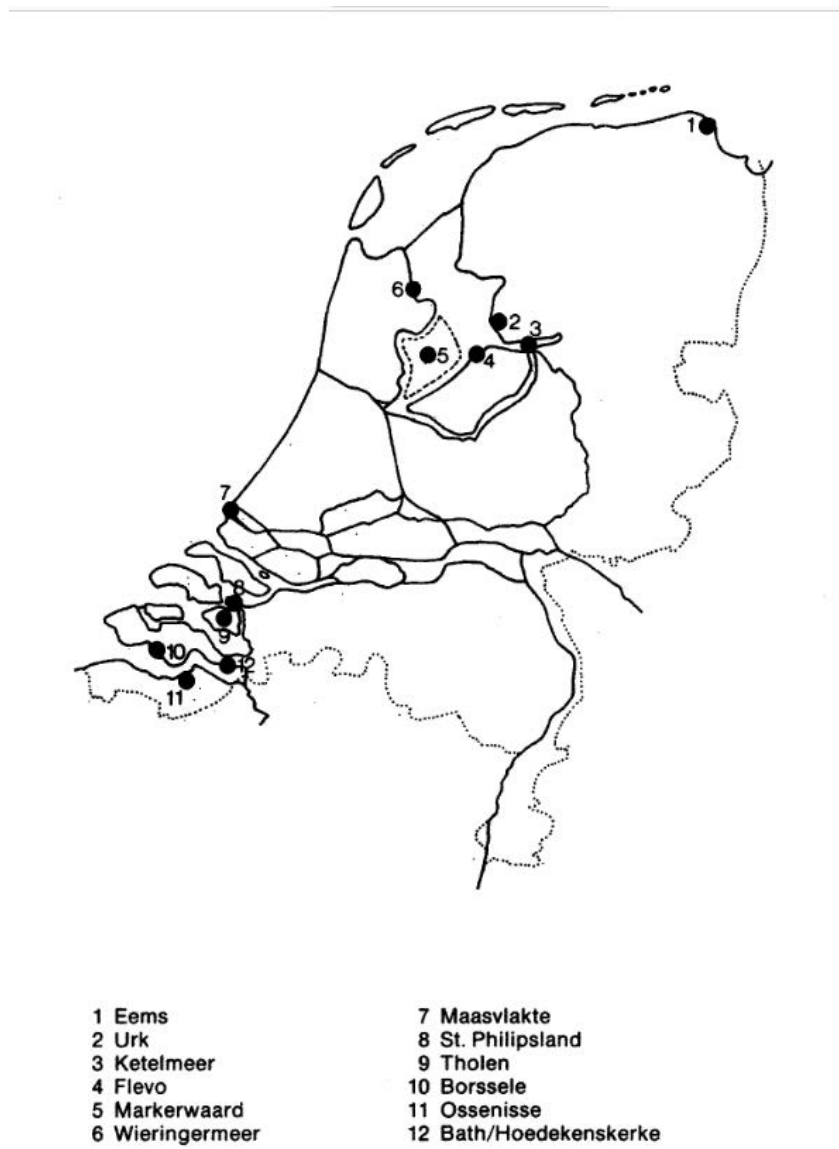 1
6
2
3
5
4
7
8
9
10
12
11
1 Eems
2 Urk
3 Ketelmeer
4 Flevo
5 Markerwaard
6 Wieringermeer
7 Maasvlakte
8 St. Philipsland
9 Tholen
10 Borssele
11 Ossenisse
12 Bath/Hoedekenskerke